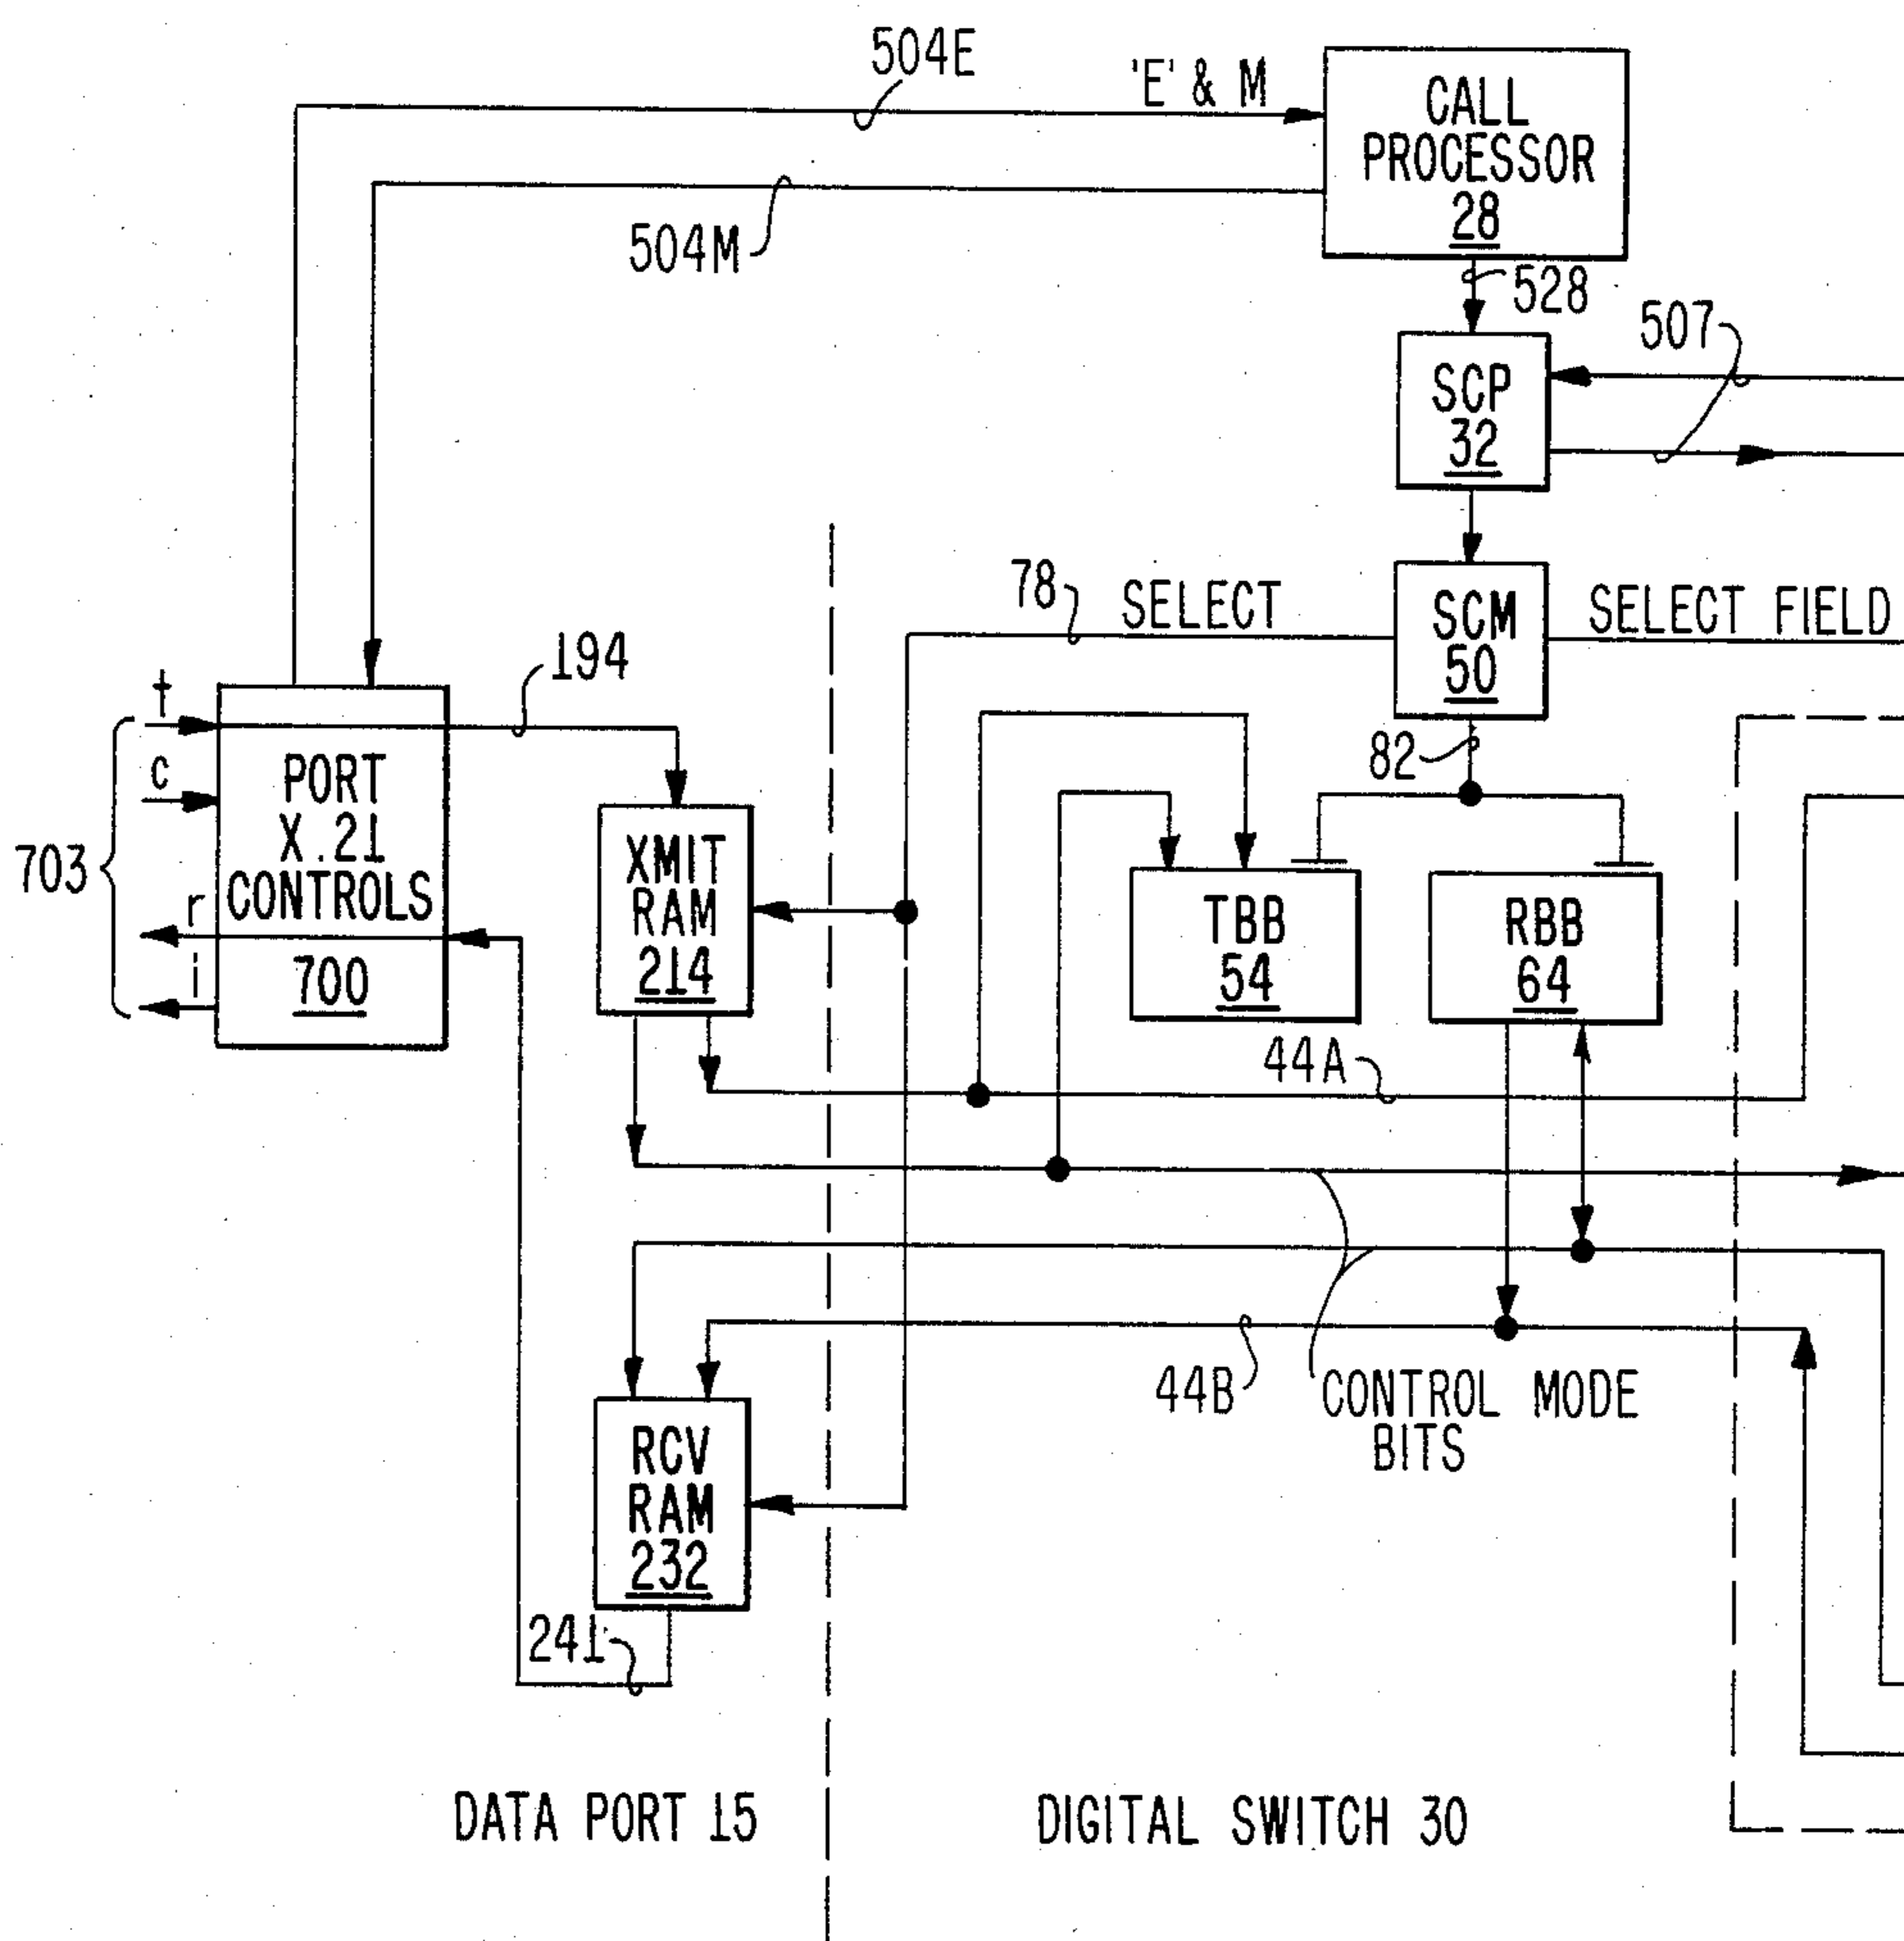 504E
'E' & M
CALL
PROCESSOR
28
504M
528
507
SCP
32
78
SELECT
SCM
50
SELECT FIELD
194
t
c
703
r
i
PORT
X.21
CONTROLS
700
82
XMIT
RAM
214
TBB
54
RBB
64
44A
44B
CONTROL MODE
BITS
RCV
RAM
232
241
DATA PORT 15
DIGITAL SWITCH 30